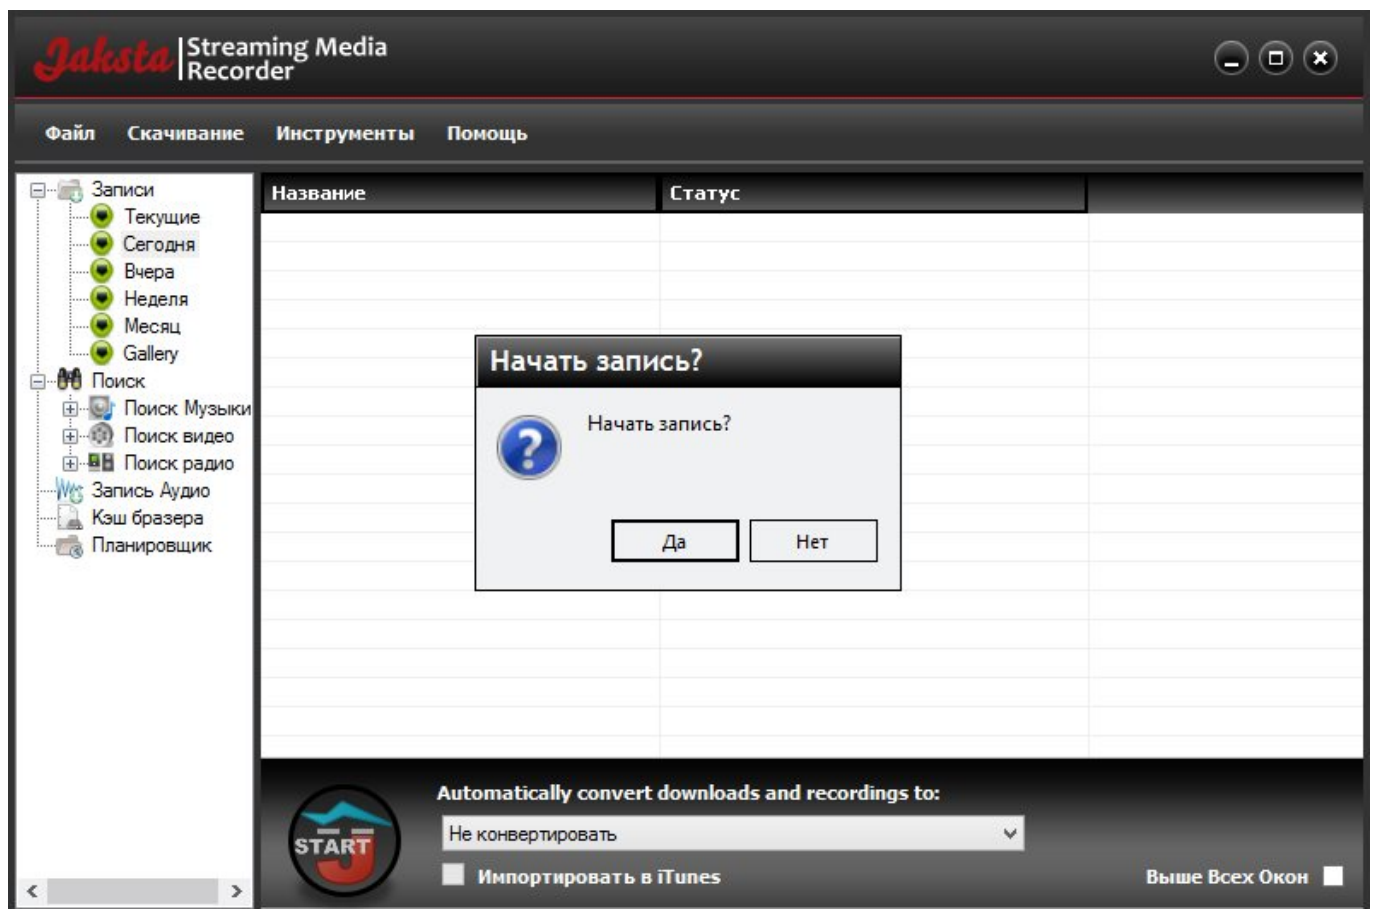 Jaksta Streaming Media
Recorder
Файл Скачивание Инструменты Помощь
Записи
Текущие
Сегодня
Вчера
Неделя
Месяц
Gallery
Поиск
Поиск Музыки
Поиск видео
Поиск радио
Запись Аудио
Кэш бразера
Планировщик
Название Статус
Начать запись?
Начать запись?
Да Нет
START
Automatically convert downloads and recordings to:
Не конвертировать
Импортировать в iTunes
Выше Всех Окон